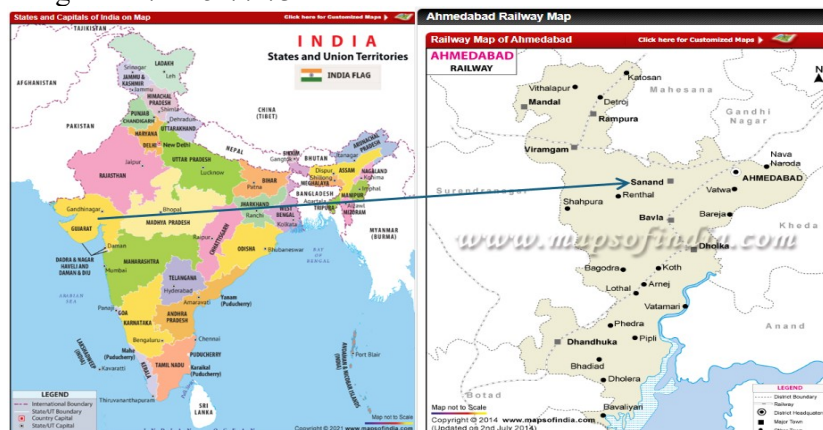 States and Capitals of India on Map
Click here for Customized Maps
INDIA
States and Union Territories
INDIA FLAG
TAJIKISTAN
AFGHANISTAN
PAKISTAN
CHINA
(TIBET)
NEPAL
BHUTAN
BANGLADESH
MYANMAR
(BURMA)
LADAKH
Leh
Srinagar
JAMMU &
KASHMIR
Jammu
HIMACHAL
PRADESH
Shimla
PUNJAB
CHANDIGARH
Dehradun
UTTARAKHAND
HARYANA
DELHI
New Delhi
RAJASTHAN
Jaipur
UTTAR PRADESH
Lucknow
BIHAR
Patna
SIKKIM
Gangtok
ARUNACHAL
PRADESH
Itanagar
Dispur
ASSAM
NAGALAND
Kohima
Shillong
MEGHALAYA
Imphal
MANIPUR
Agartala
TRIPURA
Aizawl
MIZORAM
Gandhinagar
GUJARAT
Bhopal
MADHYA PRADESH
JHARKHAND
Ranchi
WEST
BENGAL
Kolkata
Raipur
CHHATTISGARH
ODISHA
Bhubaneswar
Daman
DADRA & NAGAR
HAVELI AND
DAMAN & DIU
Mumbai
MAHARASHTRA
TELANGANA
Hyderabad
Amaravati
Yanam
(Puducherry)
ARABIAN
SEA
BAY
OF
BENGAL
Panaji
GOA
KARNATAKA
ANDHRA
PRADESH
Bengaluru
Chennai
Mahe
(Puducherry)
PUDUCHERRY
Karaikal
(Puducherry)
LAKSHADWEEP
(INDIA)
Kavaratti
KERALA
TAMIL NADU
Thiruvananthapuram
SRI
LANKA
ANDAMAN & NICOBAR ISLANDS
(INDIA)
Port Blair
LEGEND
International Boundary
State/UT Boundary
Country Capital
State/UT Capital
Map not to Scale
Copyright © 2021 www.mapsofindia.com
Ahmedabad Railway Map
Railway Map of Ahmedabad
Click here for Customized Maps
AHMEDABAD
RAILWAY
N
Katosan
Vithalapur
Detroj
Mandal
Rampura
Mahesana
Gandhi
Nagar
Viramgam
Nava
Naroda
Sanand
AHMEDABAD
Surendranagar
Renthal
Vatwa
Shahpura
Bavla
Bareja
Kheda
www.mapsofindia.com
Dholka
Bagodra
Koth
Lothal
Arnej
Vatamari
Phedra
Anand
Dhandhuka
Pipli
Bhadiad
Dholera
Botad
Bavaliyari
LEGEND
District Boundary
Railway
District Headquarter
Major Town
Map not to Scale
Copyright © 2014 www.mapsofindia.com
(Updated on 2nd July 2014)